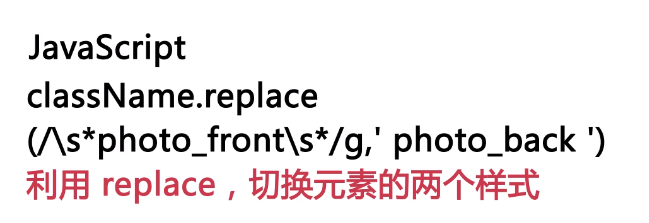 JavaScript
className.replace
(/\s*photo_front\s*/g,' photo_back ')
利用 replace，切换元素的两个样式